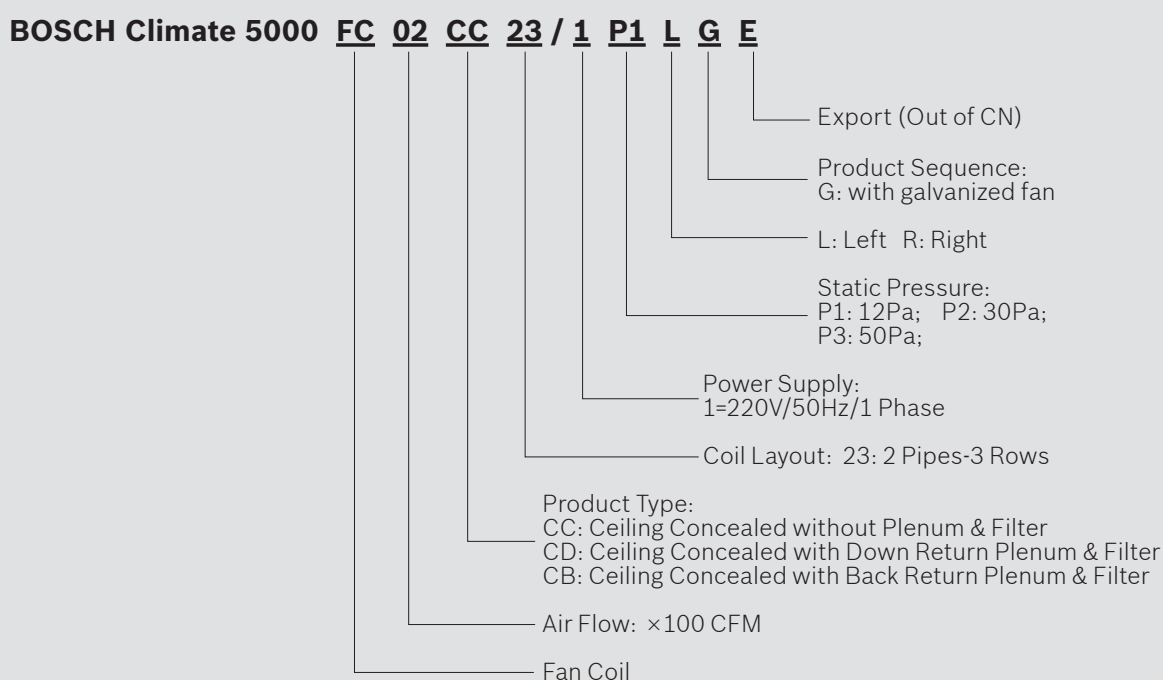 BOSCH Climate 5000 FC 02 CC 23 / 1 P1 L G E
Export (Out of CN)
Product Sequence:
G: with galvanized fan
L: Left R: Right
Static Pressure:
P1: 12Pa; P2: 30Pa;
P3: 50Pa;
Power Supply:
1=220V/50Hz/1 Phase
Coil Layout: 23: 2 Pipes-3 Rows
Product Type:
CC: Ceiling Concealed without Plenum & Filter
CD: Ceiling Concealed with Down Return Plenum & Filter
CB: Ceiling Concealed with Back Return Plenum & Filter
Air Flow: ×100 CFM
Fan Coil